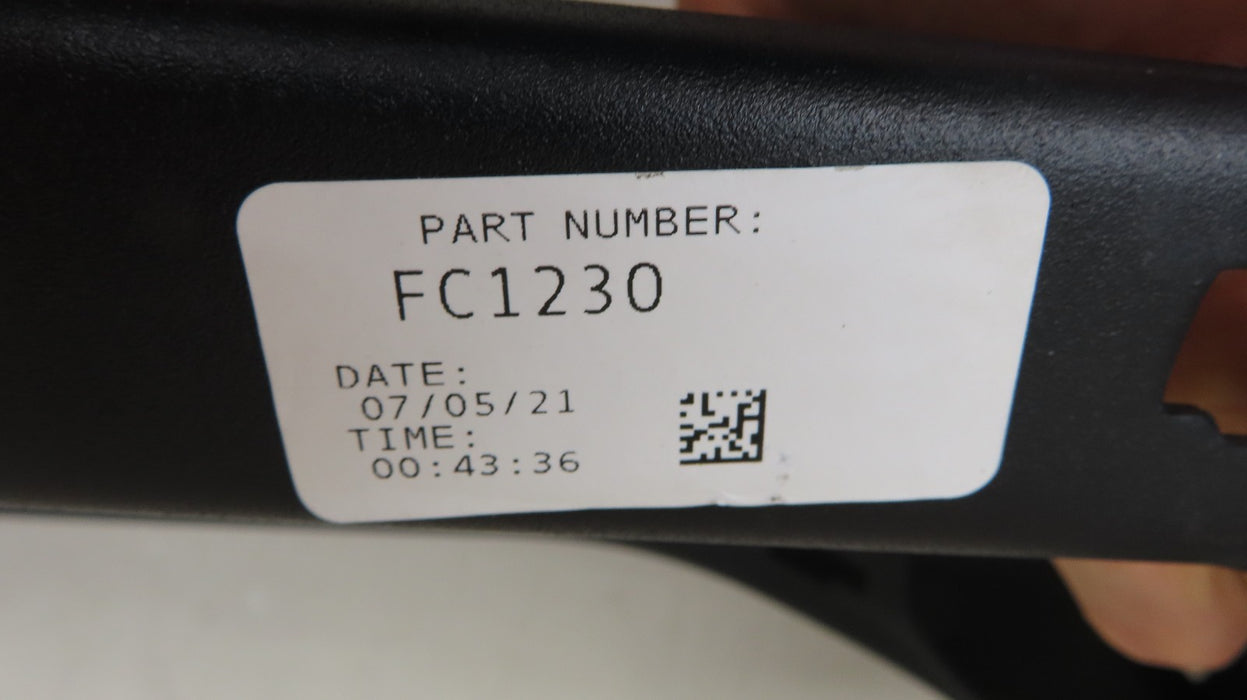 PART NUMBER:
FC1230
DATE:
07/05/21
TIME:
00:43:36